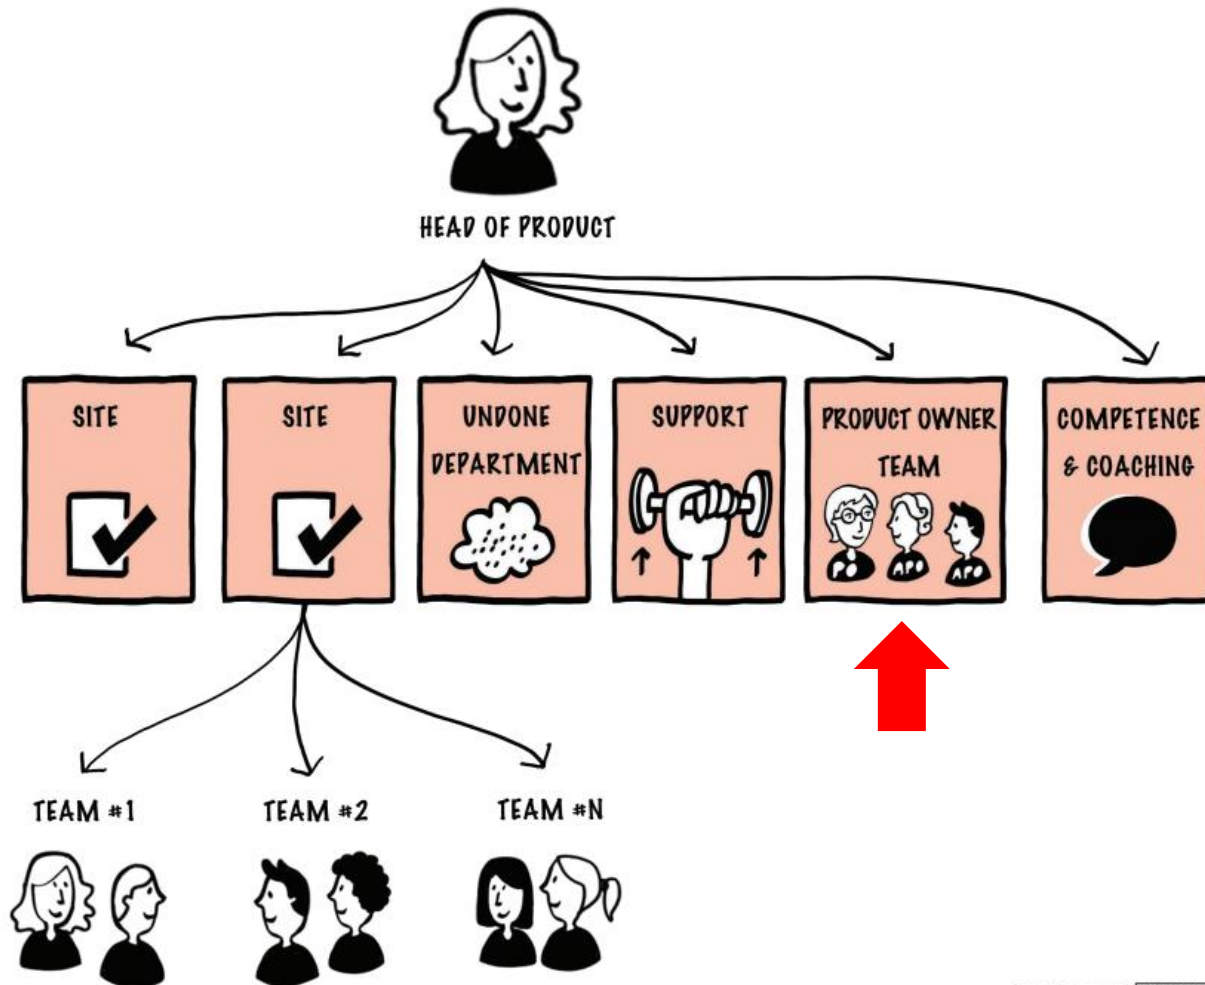 HEAD OF PRODUCT
SITE
SITE
UNDONE
DEPARTMENT
SUPPORT
PRODUCT OWNER
TEAM
PO
APO
APO
COMPETENCE
& COACHING
TEAM #1
TEAM #2
TEAM #N